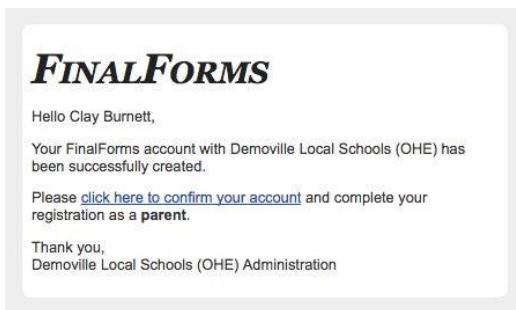 FINALFORMS
Hello Clay Burnett,
Your FinalForms account with Demoville Local Schools (OHE) has
been successfully created.
Please click here to confirm your account and complete your
registration as a parent.
Thank you,
Demoville Local Schools (OHE) Administration